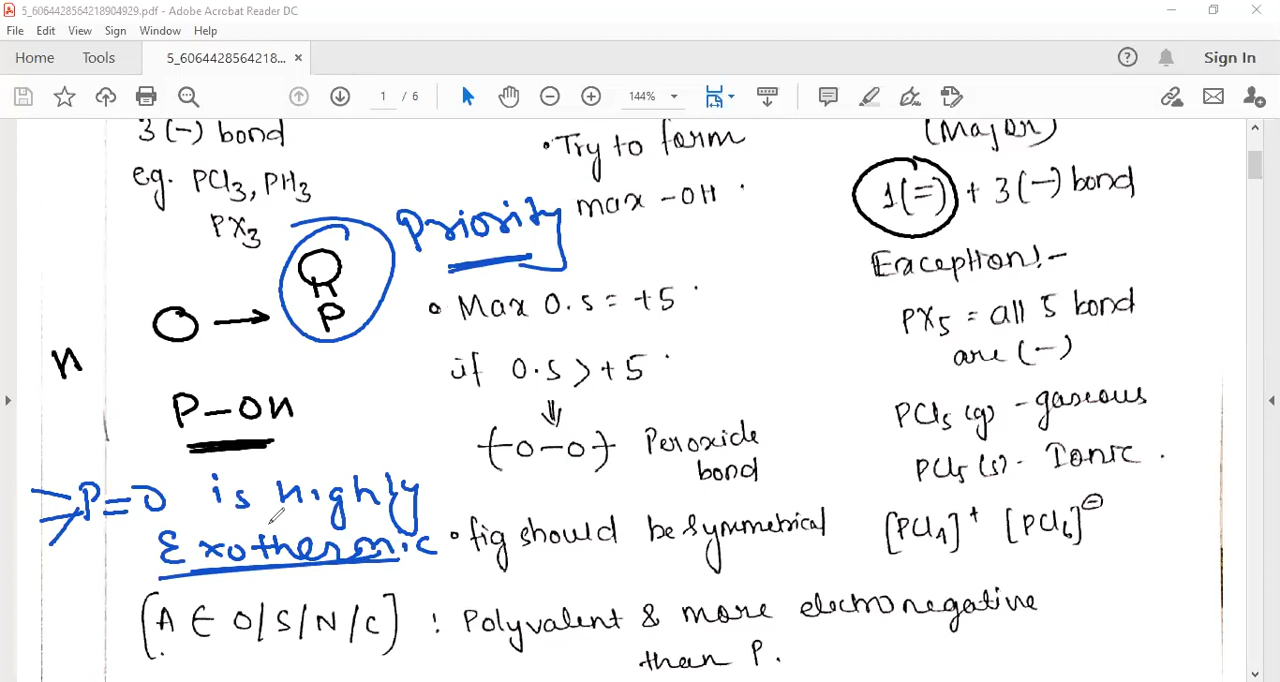 5_6064428564218904929.pdf - Adobe Acrobat Reader DC
File Edit View Sign Window Help
Home Tools 5_6064428564218... × Sign In
1 / 6 144%
3 (-) bond
eg. PCl3, PH3
PX3
Priority
O → O
P
P-OH
H
>P=O is highly
Exothermic
• Try to form
max -OH
• Max O.S = +5
if O.S > +5
⇓
(-O-O-) Peroxide
bond
• fig should be symmetrical
(Major)
1(=) + 3(-) bond
Exception:-
PX5 = all 5 bond
are (-)
PCl5 (g) - gaseous
PCl5 (s) - Ionic.
[PCl4]+ [PCl6]⊖
[A ∈ O/S/N/C] : Polyvalent & more electronegative
than P.